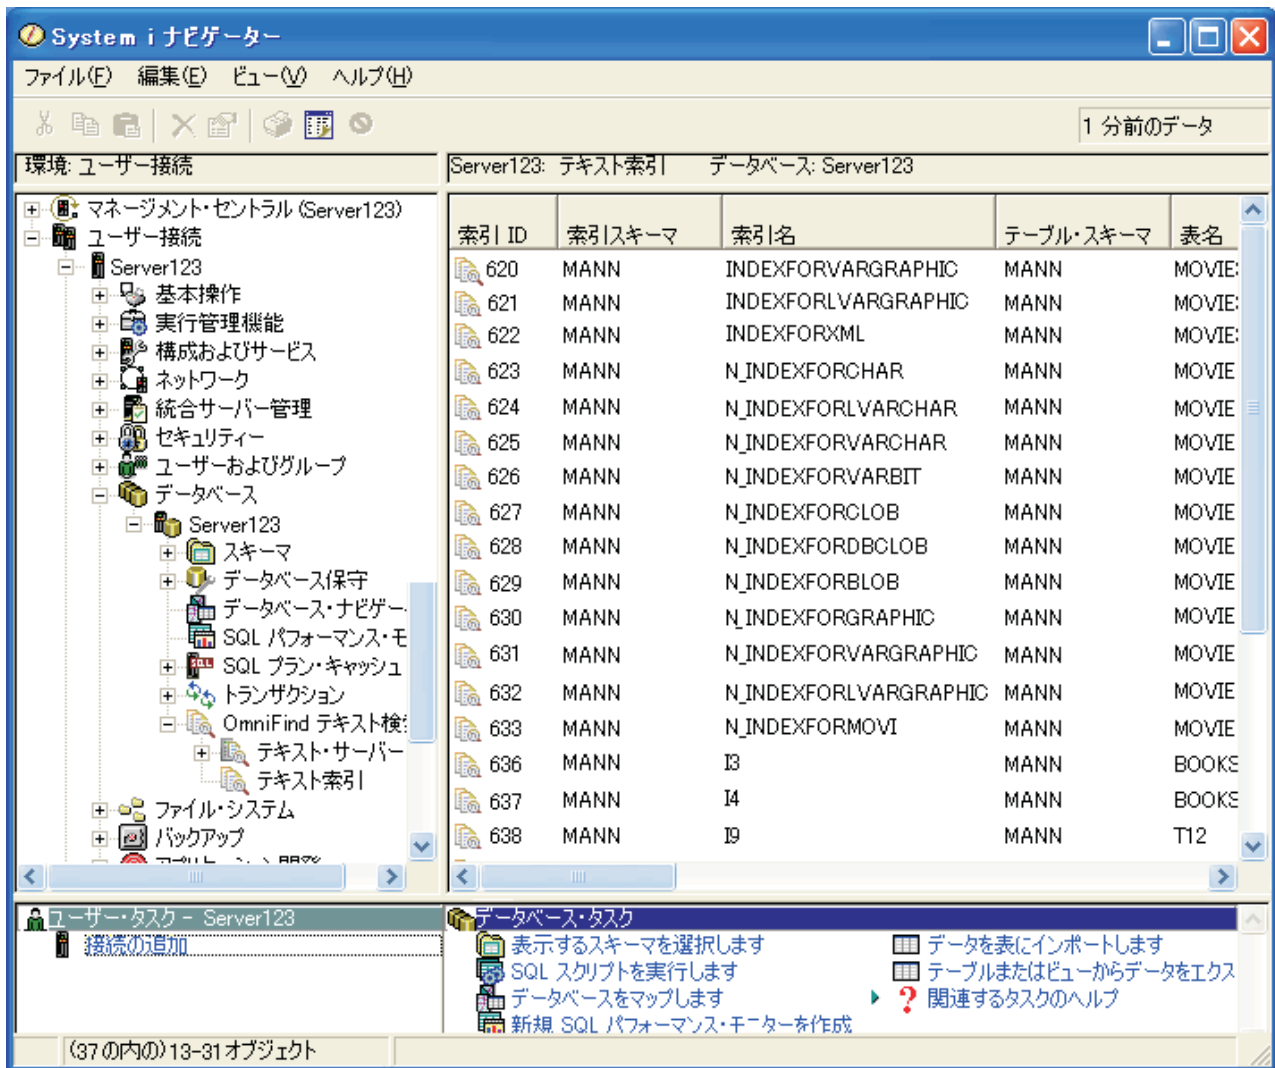 System i ナビゲーター
ファイル(F) 編集(E) ビュー(V) ヘルプ(H)
1 分前のデータ
環境: ユーザー接続
Server123: テキスト索引 データベース: Server123
マネージメント・セントラル (Server123)
ユーザー接続
Server123
基本操作
実行管理機能
構成およびサービス
ネットワーク
統合サーバー管理
セキュリティー
ユーザーおよびグループ
データベース
Server123
スキーマ
データベース保守
データベース・ナビゲー
SQL パフォーマンス・モ
SQL プラン・キャッシュ
トランザクション
OmniFind テキスト検
テキスト・サーバー
テキスト索引
ファイル・システム
バックアップ
アプリケーション開発
索引 ID 索引スキーマ 索引名 テーブル・スキーマ 表名
620 MANN INDEXFORVARGRAPHIC MANN MOVIES
621 MANN INDEXFORLVARGRAPHIC MANN MOVIES
622 MANN INDEXFORXML MANN MOVIES
623 MANN N_INDEXFORCHAR MANN MOVIE
624 MANN N_INDEXFORLVARCHAR MANN MOVIE
625 MANN N_INDEXFORVARCHAR MANN MOVIE
626 MANN N_INDEXFORVARBIT MANN MOVIE
627 MANN N_INDEXFORCLOB MANN MOVIE
628 MANN N_INDEXFORDBCLOB MANN MOVIE
629 MANN N_INDEXFORBLOB MANN MOVIE
630 MANN N_INDEXFORGRAPHIC MANN MOVIE
631 MANN N_INDEXFORVARGRAPHIC MANN MOVIE
632 MANN N_INDEXFORLVARGRAPHIC MANN MOVIE
633 MANN N_INDEXFORMOVI MANN MOVIE
636 MANN I3 MANN BOOKS
637 MANN I4 MANN BOOKS
638 MANN I9 MANN T12
ユーザー・タスク - Server123
接続の追加
データベース・タスク
表示するスキーマを選択します
SQL スクリプトを実行します
データベースをマップします
新規 SQL パフォーマンス・モニターを作成
データを表にインポートします
テーブルまたはビューからデータをエクス
関連するタスクのヘルプ
(37 の内の) 13-31 オブジェクト